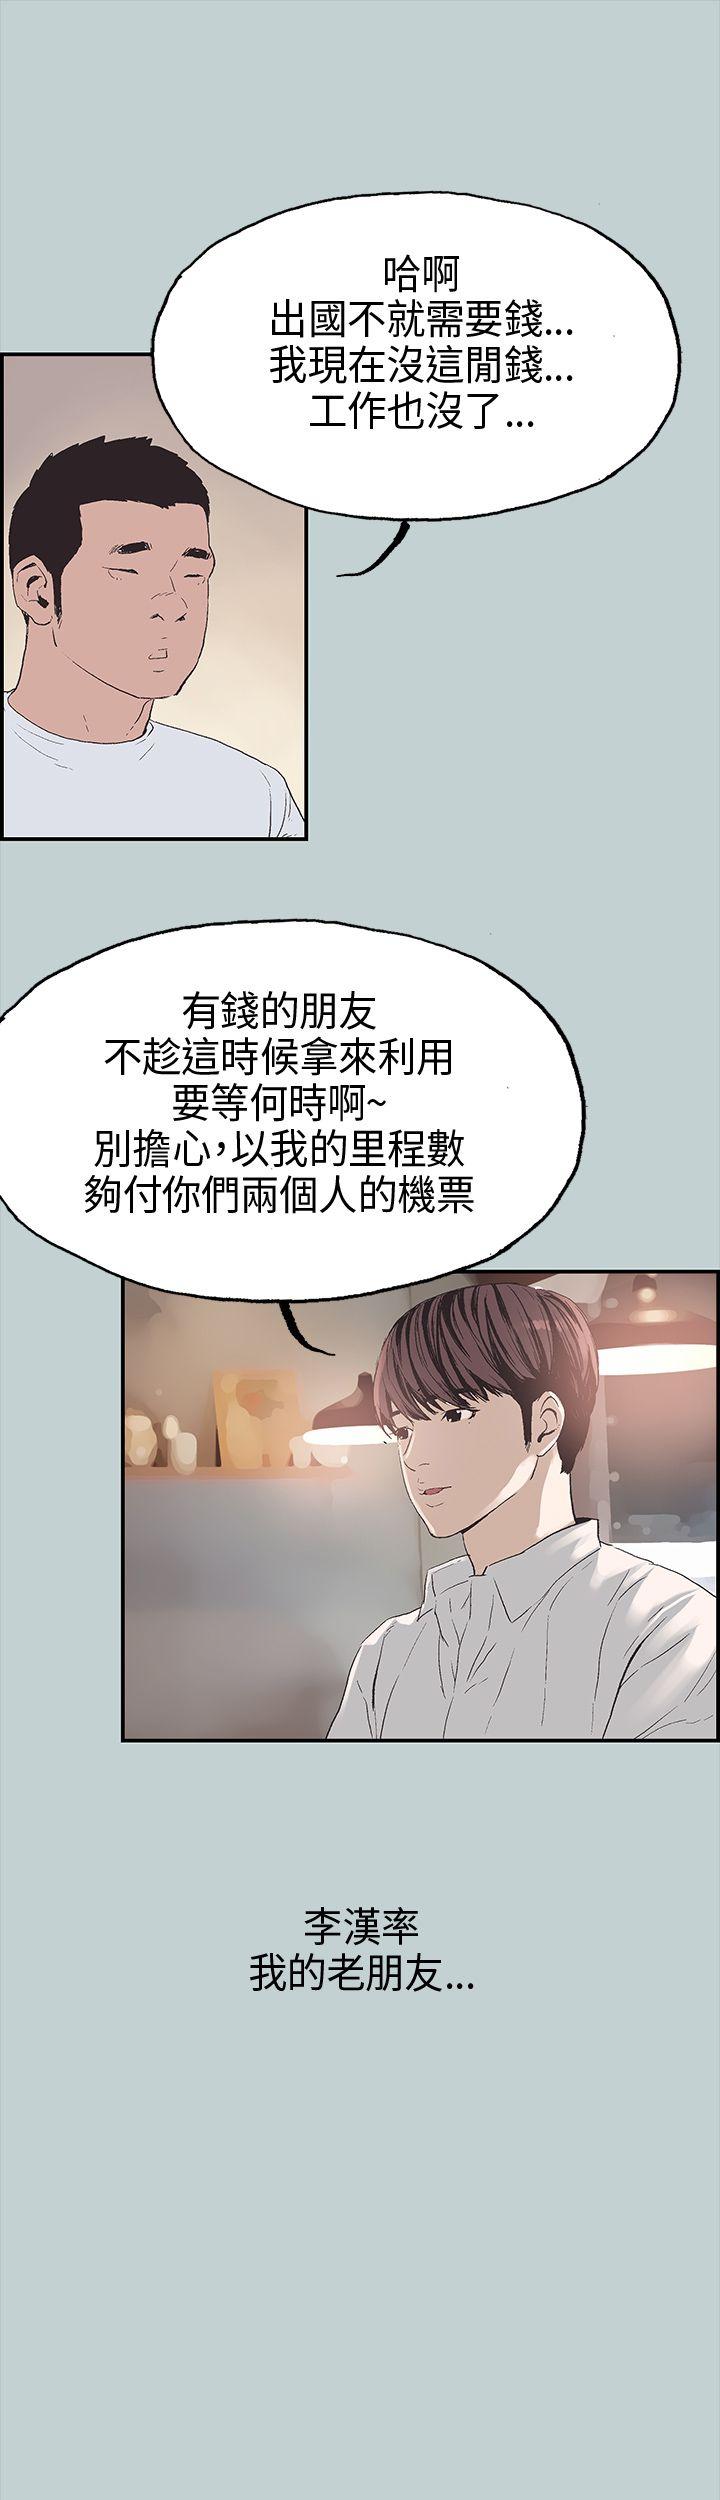 哈啊
出國不就需要錢...
我現在沒這閒錢...
工作也沒了...
有錢的朋友
不趁這時候拿來利用
要等何時啊~
別擔心，以我的里程數
夠付你們兩個人的機票
李漢率
我的老朋友...